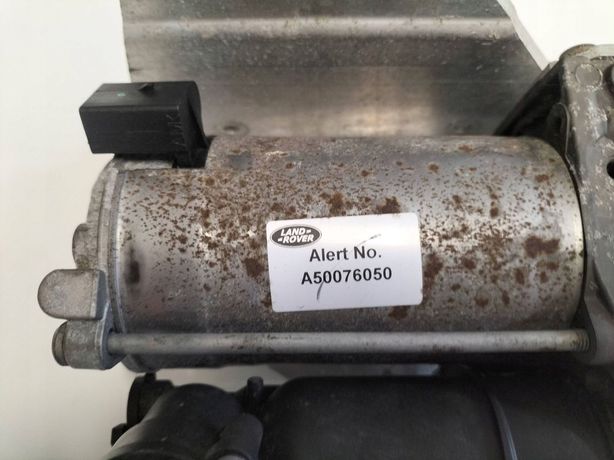 LAND
ROVER
Alert No.
A50076050